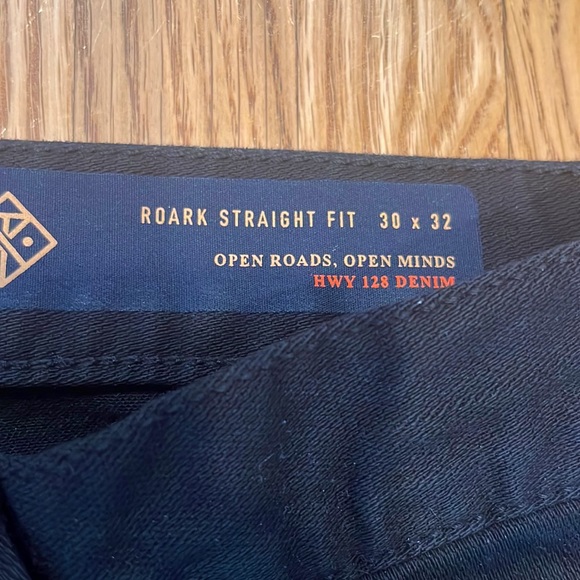 ROARK STRAIGHT FIT 30 x 32
OPEN ROADS, OPEN MINDS
HWY 128 DENIM